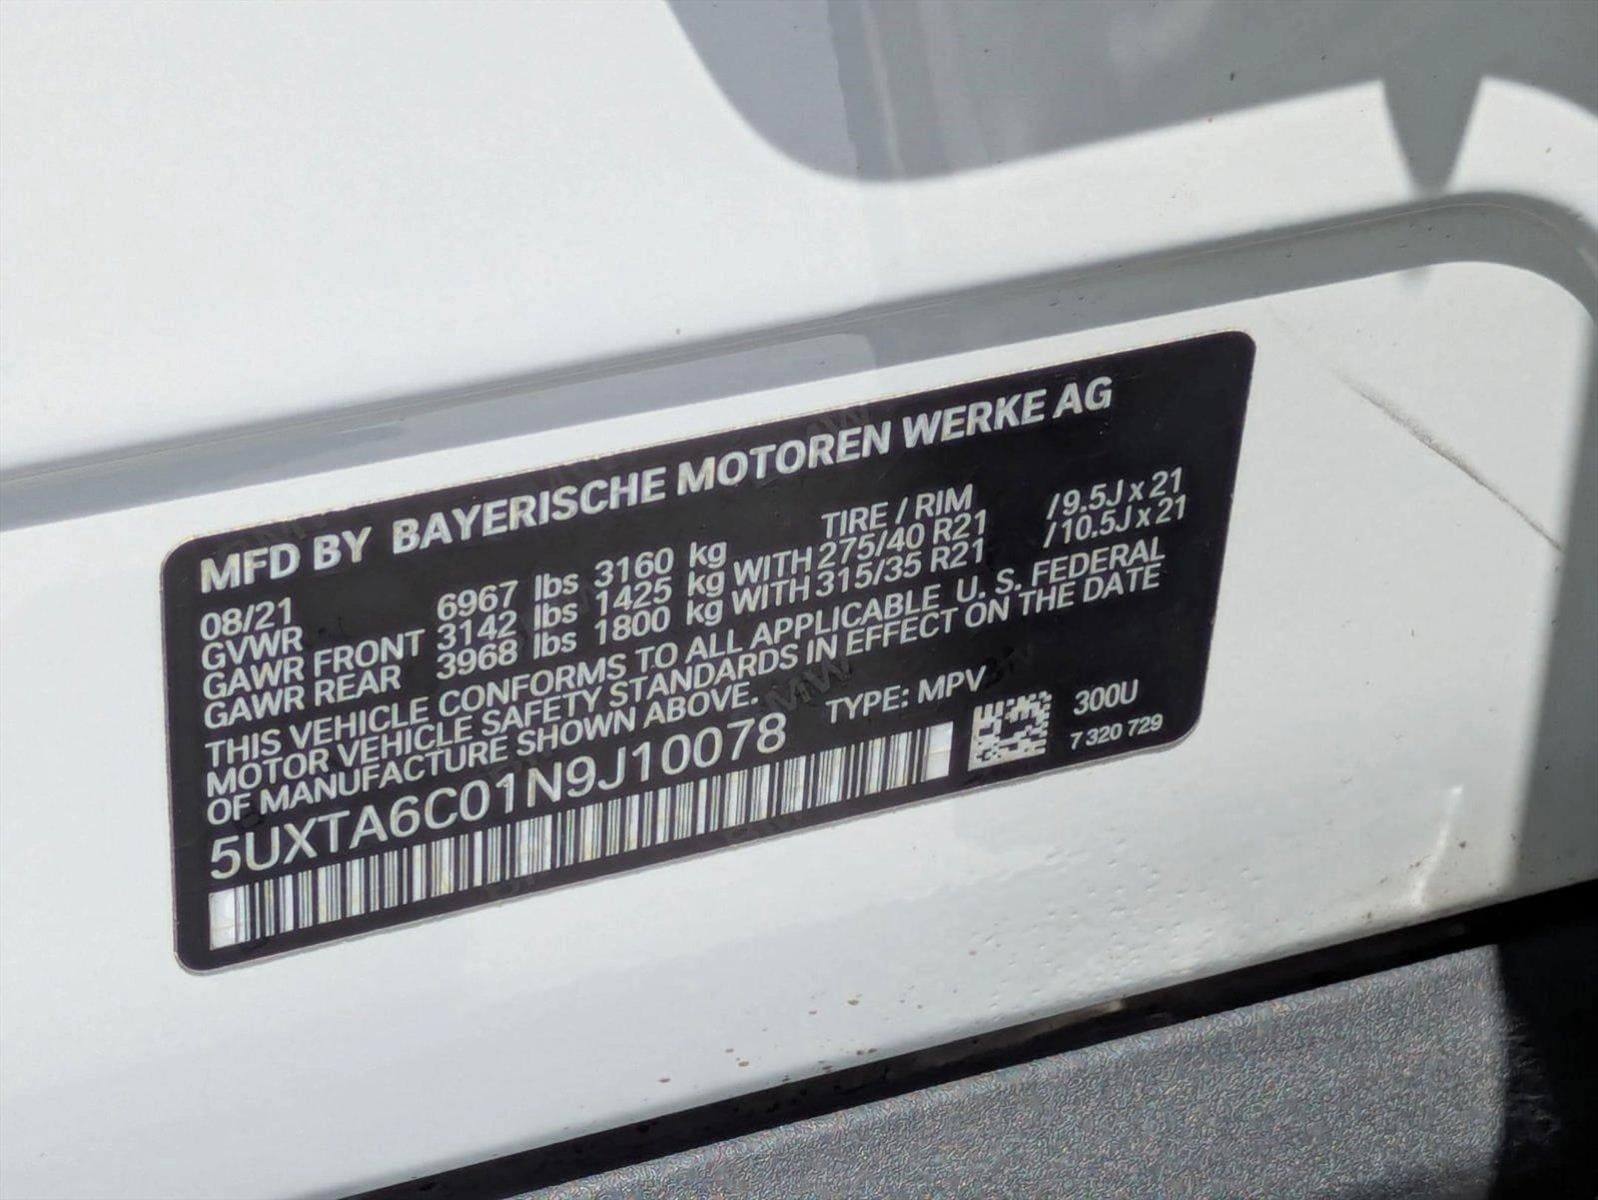 MFD BY BAYERISCHE MOTOREN WERKE AG
08/21 TIRE / RIM
GVWR 6967 lbs 3160 kg
GAWR FRONT 3142 lbs 1425 kg WITH 275/40 R21 /9.5J x 21
GAWR REAR 3968 lbs 1800 kg WITH 315/35 R21 /10.5J x 21
THIS VEHICLE CONFORMS TO ALL APPLICABLE U. S. FEDERAL
MOTOR VEHICLE SAFETY STANDARDS IN EFFECT ON THE DATE
OF MANUFACTURE SHOWN ABOVE.
5UXTA6C01N9J10078 TYPE: MPV
300U
7 320 729